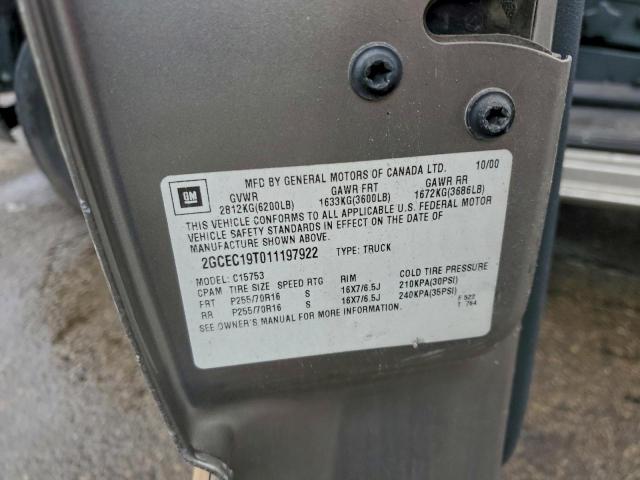 MFD BY GENERAL MOTORS OF CANADA LTD. 10/00
GM
GVWR GAWR FRT GAWR RR
2812KG(6200LB) 1633KG(3600LB) 1672KG(3686LB)
THIS VEHICLE CONFORMS TO ALL APPLICABLE U.S. FEDERAL MOTOR
VEHICLE SAFETY STANDARDS IN EFFECT ON THE DATE OF
MANUFACTURE SHOWN ABOVE.
2GCEC19T011197922 TYPE: TRUCK
MODEL: C15753
CPAM TIRE SIZE SPEED RTG RIM COLD TIRE PRESSURE
FRT P255/70R16 S 16X7/6.5J 210KPA(30PSI)
RR P255/70R16 S 16X7/6.5J 240KPA(35PSI)
SEE OWNER'S MANUAL FOR MORE INFORMATION.
F 522
T 764